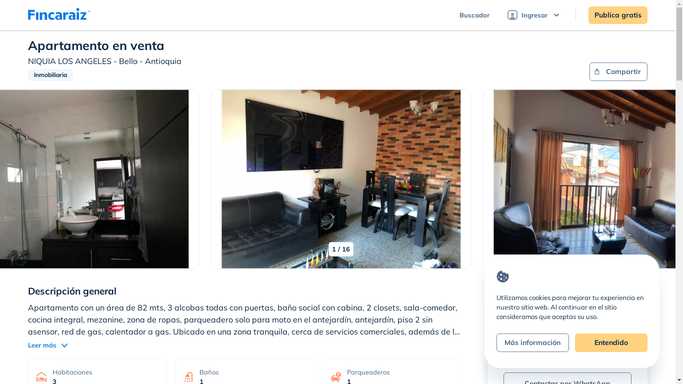 Fincaraiz
Buscador
Ingresar
Publica gratis
Apartamento en venta
NIQUIA LOS ANGELES - Bello - Antioquia
Inmobiliaria
Compartir
1 / 16
Descripción general
Apartamento con un área de 82 mts, 3 alcobas todas con puertas, baño social con cabina, 2 closets, sala-comedor,
cocina integral, mezanine, zona de ropas, parqueadero solo para moto en el antejardín, antejardín, piso 2 sin
asensor, red de gas, calentador a gas. Ubicado en una zona tranquila, cerca de servicios comerciales, además de l...
Leer más
Habitaciones
3
Baños
1
Parqueaderos
1
Utilizamos cookies para mejorar tu experiencia en
nuestro sitio web. Al continuar en el sitio
consideramos que aceptas su uso.
Más información
Entendido
Contactar por WhatsApp